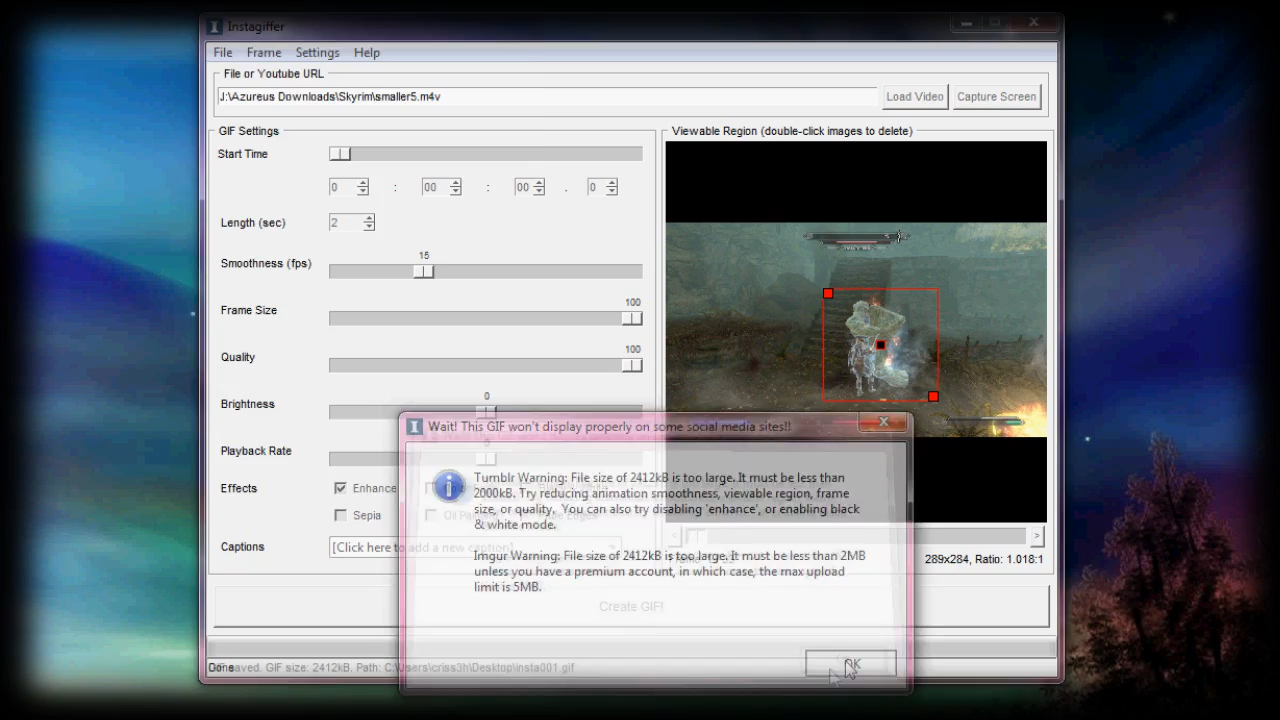 Instagiffer
File Frame Settings Help
File or Youtube URL
J:\Azureus Downloads\Skyrim\smaller5.m4v
Load Video
Capture Screen
GIF Settings
Start Time
0 : 00 : 00 . 0
Length (sec)
2
Smoothness (fps)
15
Frame Size
100
Quality
100
Brightness
0
Playback Rate
Effects
Enhance
Sepia
Captions
[Click here to add a new caption]
Viewable Region (double-click images to delete)
< >
289x284, Ratio: 1.018:1
Create GIF!
Wait! This GIF won't display properly on some social media sites!!
Tumblr Warning: File size of 2412kB is too large. It must be less than
2000kB. Try reducing animation smoothness, viewable region, frame
size, or quality. You can also try disabling 'enhance', or enabling black
& white mode.
Imgur Warning: File size of 2412kB is too large. It must be less than 2MB
unless you have a premium account, in which case, the max upload
limit is 5MB.
OK
saved. GIF size: 2412kB. Path: C:\Users\criss3h\Desktop\insta001.gif